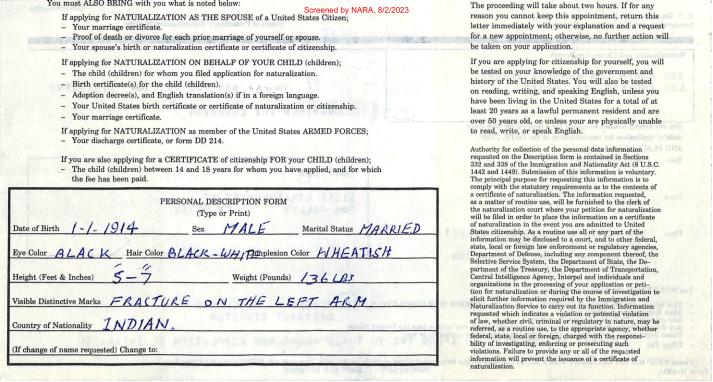 You must ALSO BRING with you what is noted below:
Screened by NARA, 8/2/2023
If applying for NATURALIZATION AS THE SPOUSE of a United States Citizen;
– Your marriage certificate.
– Proof of death or divorce for each prior marriage of yourself or spouse.
– Your spouse's birth or naturalization certificate or certificate of citizenship.
If applying for NATURALIZATION ON BEHALF OF YOUR CHILD (children);
– The child (children) for whom you filed application for naturalization.
– Birth certificate(s) for the child (children).
– Adoption decree(s), and English translation(s) if in a foreign language.
– Your United States birth certificate or certificate of naturalization or citizenship.
– Your marriage certificate.
If applying for NATURALIZATION as member of the United States ARMED FORCES;
– Your discharge certificate, or form DD 214.
If you are also applying for a CERTIFICATE of citizenship FOR your CHILD (children);
– The child (children) between 14 and 18 years for whom you have applied, and for which
the fee has been paid.
PERSONAL DESCRIPTION FORM
(Type or Print)
Date of Birth 1-1-1914 Sex MALE Marital Status MARRIED
Eye Color ALACK Hair Color BLACK-WHITE Complexion Color WHEATISH
Height (Feet & Inches) 5-7" Weight (Pounds) 136 LBS
Visible Distinctive Marks FRACTURE ON THE LEFT ARM
Country of Nationality INDIAN.
(If change of name requested) Change to:
The proceeding will take about two hours. If for any
reason you cannot keep this appointment, return this
letter immediately with your explanation and a request
for a new appointment; otherwise, no further action will
be taken on your application.
If you are applying for citizenship for yourself, you will
be tested on your knowledge of the government and
history of the United States. You will also be tested
on reading, writing, and speaking English, unless you
have been living in the United States for a total of at
least 20 years as a lawful permanent resident and are
over 50 years old, or unless you are physically unable
to read, write, or speak English.
Authority for collection of the personal data information
requested on the Description form is contained in Sections
332 and 338 of the Immigration and Nationality Act (8 U.S.C.
1442 and 1449). Submission of this information is voluntary.
The principal purpose for requesting this information is to
comply with the statutory requirements as to the contents of
a certificate of naturalization. The information requested,
as a matter of routine use, will be furnished to the clerk of
the naturalization court where your petition for naturalization
will be filed in order to place the information on a certificate
of naturalization in the event you are admitted to United
States citizenship. As a routine use all or any part of the
information may be disclosed to a court, and to other federal,
state, local or foreign law enforcement or regulatory agencies,
Department of Defense, including any component thereof, the
Selective Service System, the Department of State, the De-
partment of the Treasury, the Department of Transportation,
Central Intelligence Agency, Interpol and individuals and
organizations in the processing of your application or peti-
tion for naturalization or during the course of investigation to
elicit further information required by the Immigration and
Naturalization Service to carry out its function. Information
requested which indicates a violation or potential violation
of law, whether civil, criminal or regulatory in nature, may be
referred, as a routine use, to the appropriate agency, whether
federal, state, local or foreign, charged with the responsi-
bility of investigating, enforcing or prosecuting such
violations. Failure to provide any or all of the requested
information will prevent the issuance of a certificate of
naturalization.